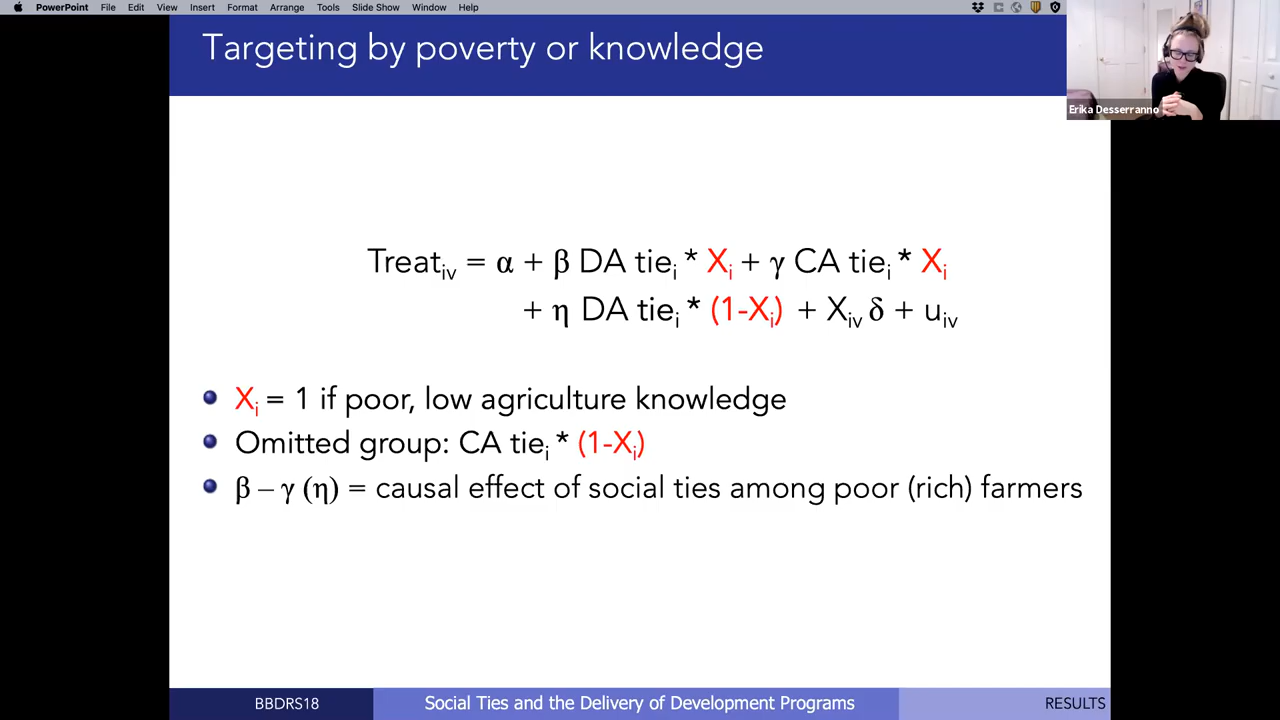 PowerPoint File Edit View Insert Format Arrange Tools Slide Show Window Help
Targeting by poverty or knowledge
Erika Desserranno
Treativ = α + β DA tiei * Xi + γ CA tiei * Xi
+ η DA tiei * (1-Xi) + Xiv δ + uiv
Xi = 1 if poor, low agriculture knowledge
Omitted group: CA tiei * (1-Xi)
β – γ (η) = causal effect of social ties among poor (rich) farmers
BBDRS18 Social Ties and the Delivery of Development Programs RESULTS